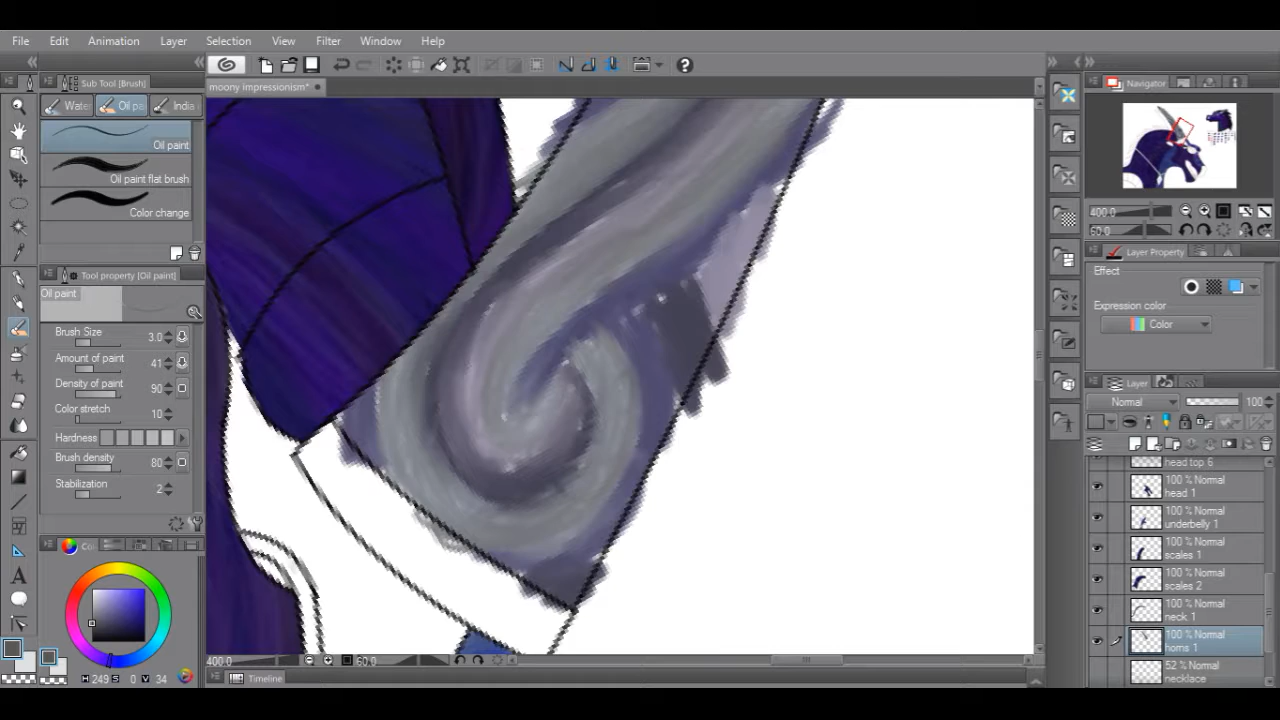 File Edit Animation Layer Selection View Filter Window Help
Sub Tool [Brush]
moony impressionism*
Navigator
Wate Oil pa India
Oil paint
Oil paint flat brush
Color change
400.0
60.0
Layer Property
Tool property [Oil paint]
Oil paint
Effect
Expression color
Color
Brush Size 3.0
Amount of paint 41
Density of paint 90
Color stretch 10
Hardness
Brush density 80
Stabilization 2
Layer
Normal 100
head top 6
100 % Normal
head 1
100 % Normal
underbelly 1
100 % Normal
scales 1
100 % Normal
scales 2
100 % Normal
neck 1
100 % Normal
horns 1
52 % Normal
necklace
Col
H 249 S 0 V 34
400.0 60.0
Timeline